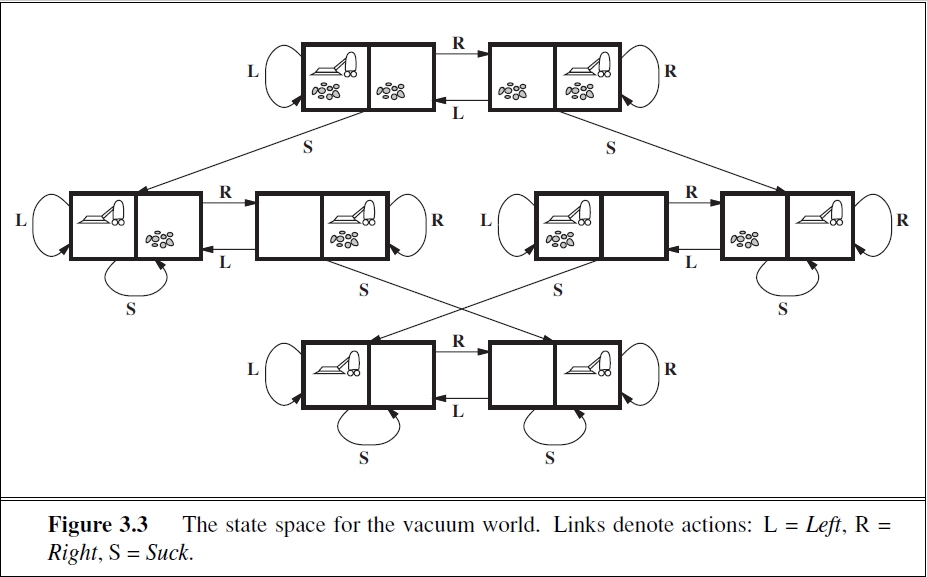 R
L
R
L
S
S
R
R
L
R
L
R
L
L
S
S
S
S
R
L
R
L
S
S
Figure 3.3 The state space for the vacuum world. Links denote actions: L = Left, R =
Right, S = Suck.